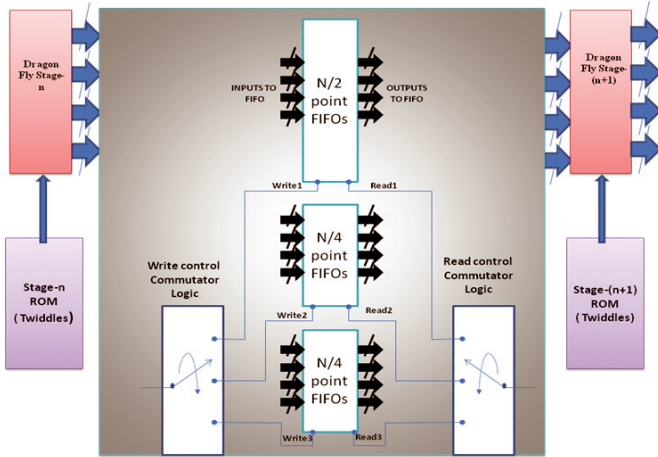 Dragon
Fly Stage-
n
INPUTS TO
FIFO
N/2
point
FIFOs
OUTPUTS
TO FIFO
Dragon
Fly Stage-
(n+1)
Write1
Read1
N/4
point
FIFOs
Write control
Commutator
Logic
Read control
Commutator
Logic
Stage-n
ROM
( Twiddles)
Stage-(n+1)
ROM
(Twiddles)
Write2
Read2
N/4
point
FIFOs
Write3
Read3